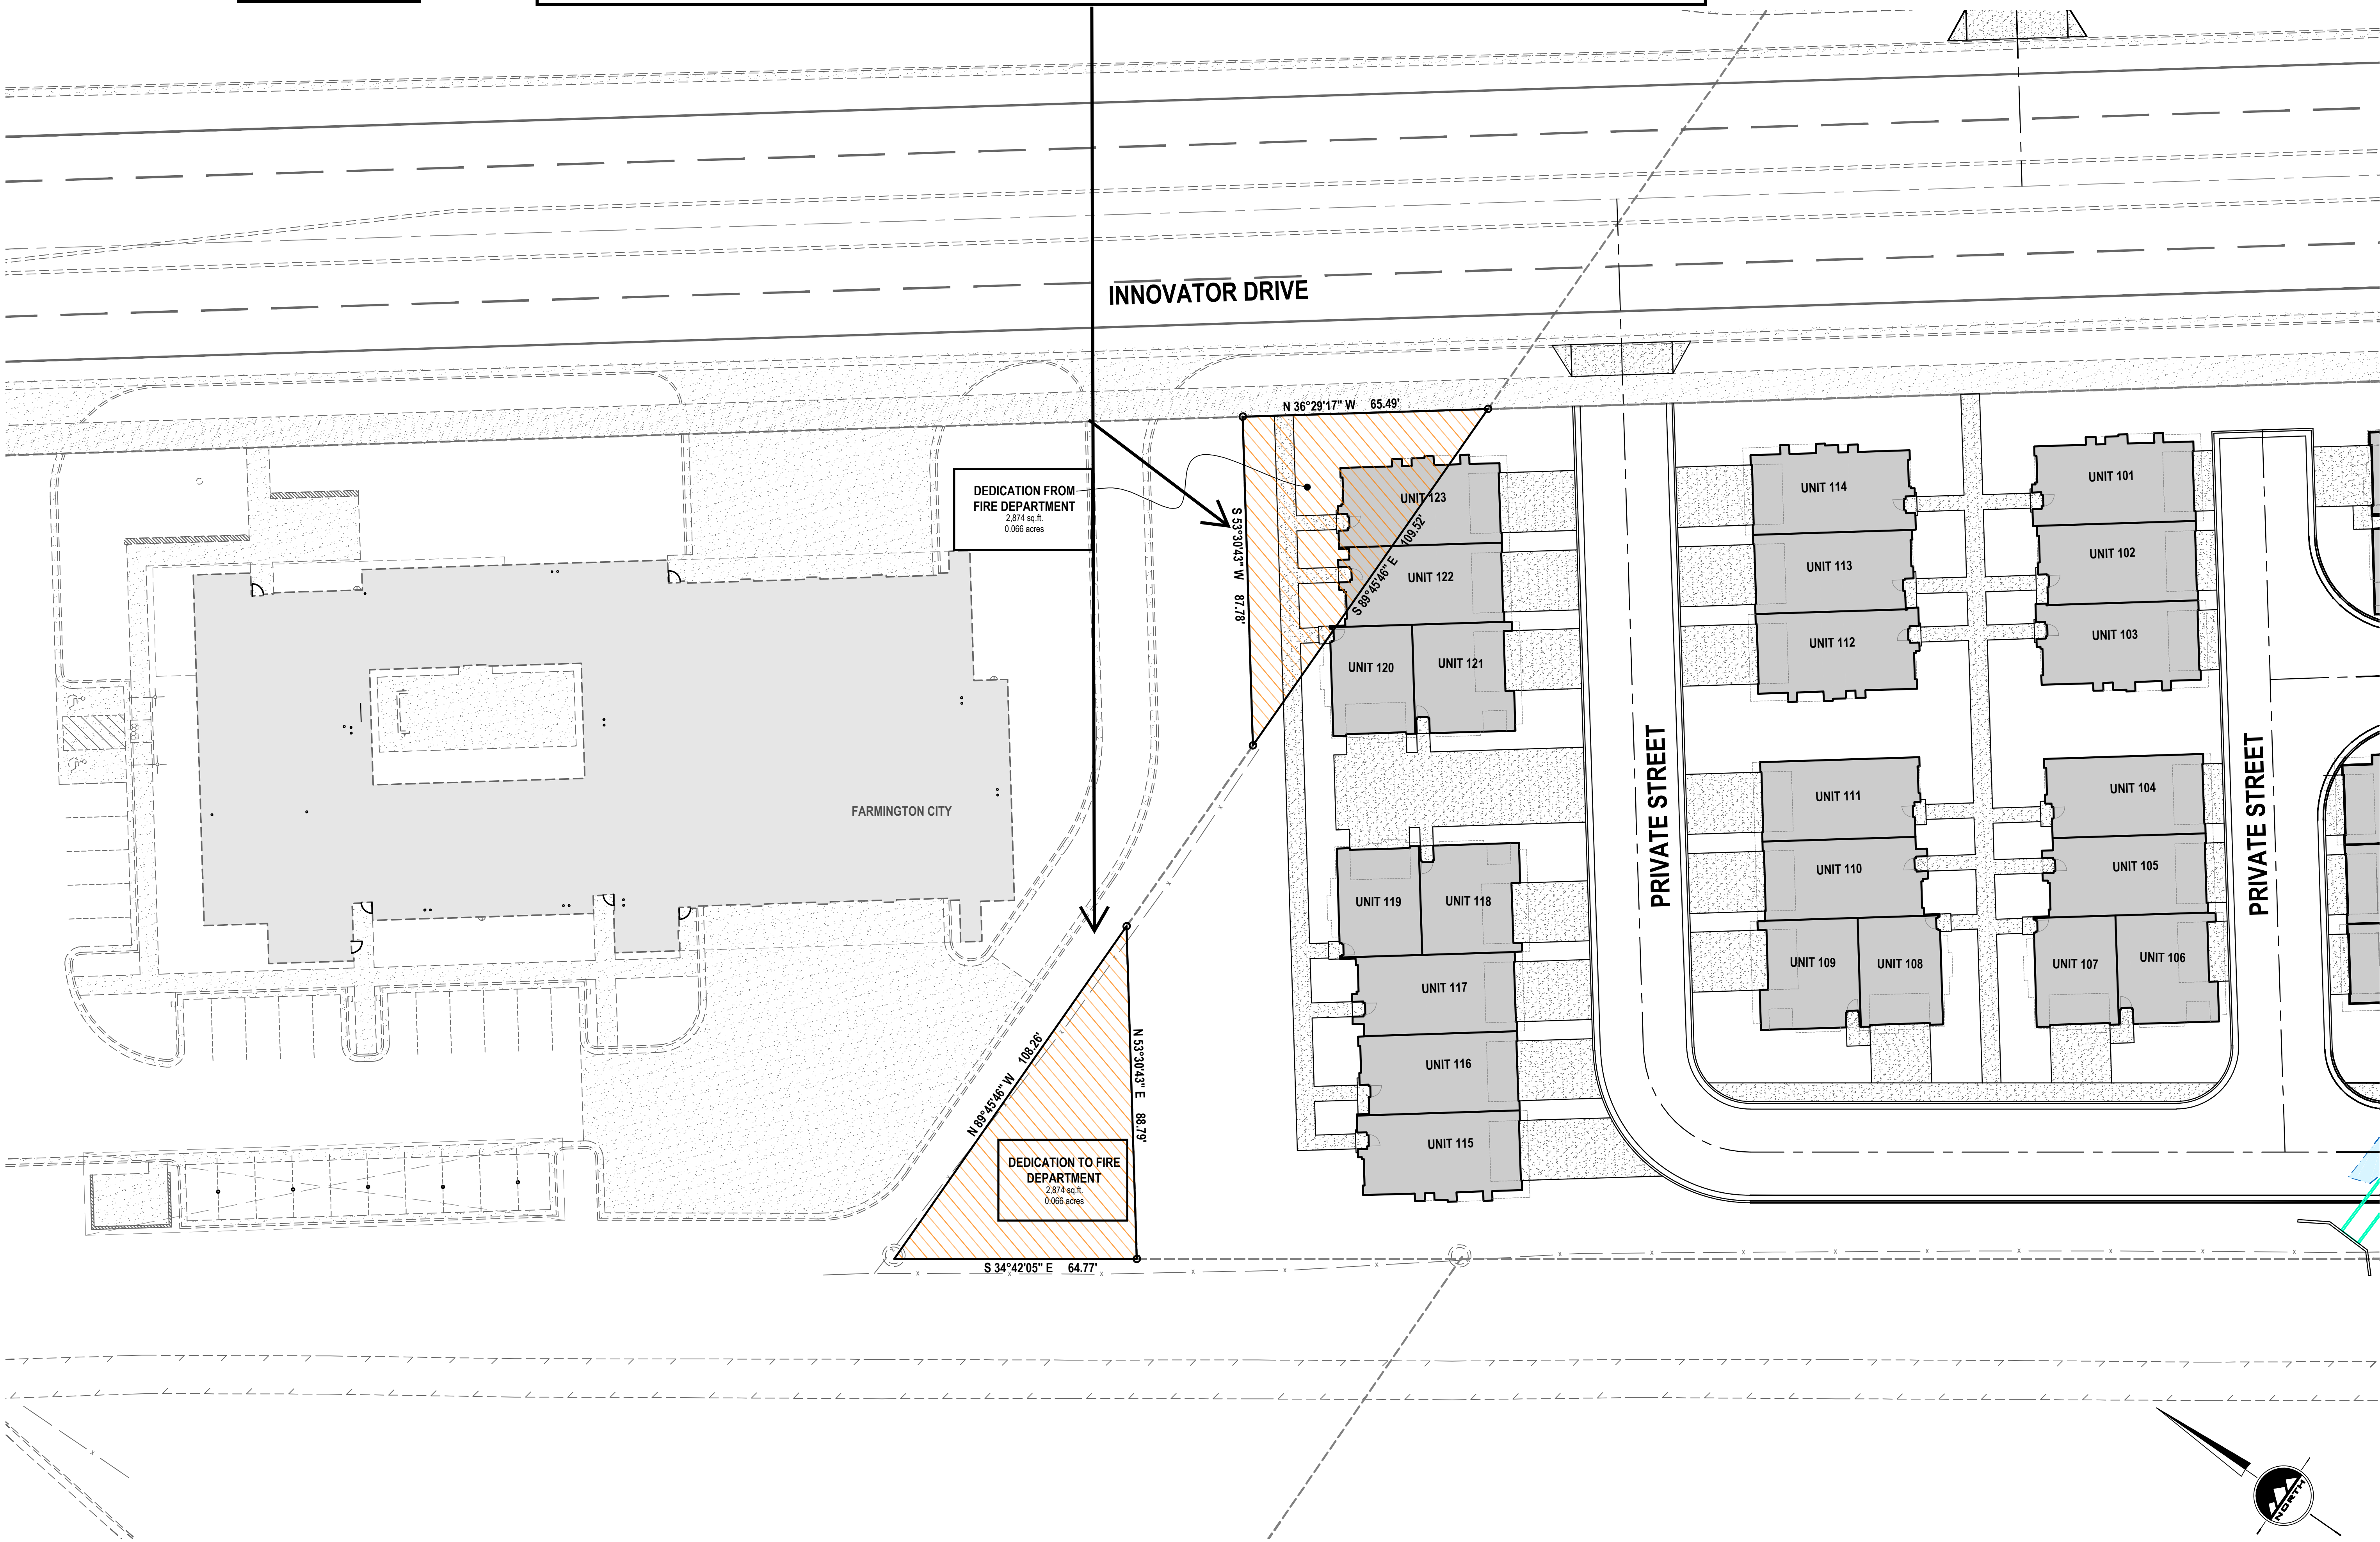 INNOVATOR DRIVE
N 36°29'17" W 65.49'
DEDICATION FROM
FIRE DEPARTMENT
2,874 sq.ft.
0.066 acres
S 53°30'43" W 87.78'
S 89°45'46" E 109.52'
UNIT 123
UNIT 122
UNIT 120
UNIT 121
UNIT 114
UNIT 113
UNIT 112
UNIT 101
UNIT 102
UNIT 103
FARMINGTON CITY
PRIVATE STREET
PRIVATE STREET
UNIT 111
UNIT 110
UNIT 109
UNIT 108
UNIT 104
UNIT 105
UNIT 107
UNIT 106
UNIT 119
UNIT 118
UNIT 117
UNIT 116
UNIT 115
N 89°45'46" W 108.26'
N 53°30'43" E 88.79'
DEDICATION TO FIRE
DEPARTMENT
2,874 sq.ft.
0.066 acres
S 34°42'05" E 64.77'
NORTH